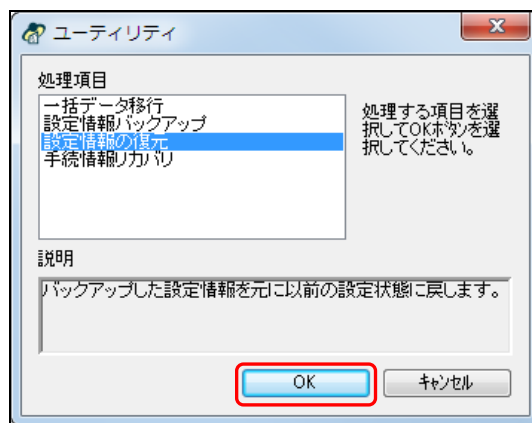 ユーティリティ
処理項目
一括データ移行
設定情報バックアップ
設定情報の復元
手続情報リカバリ
処理する項目を選
択してOKボタンを選
択してください。
説明
バックアップした設定情報を元に以前の設定状態に戻します。
OK
キャンセル